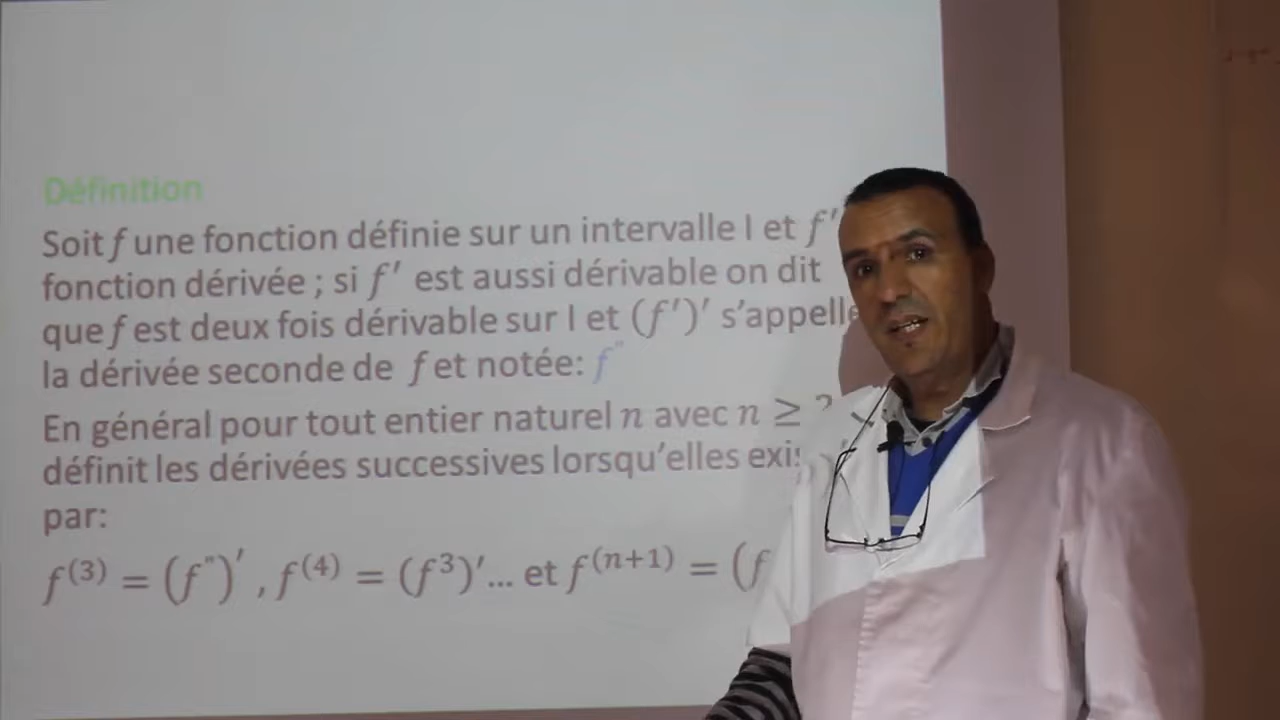 Définition
Soit f une fonction définie sur un intervalle I et f'
fonction dérivée ; si f' est aussi dérivable on dit
que f est deux fois dérivable sur I et (f')' s'appelle
la dérivée seconde de f et notée: f"
En général pour tout entier naturel n avec n ≥ 2
définit les dérivées successives lorsqu'elles
par:
f⁽³⁾ = (f")' , f⁽⁴⁾ = (f³)'... et f⁽ⁿ⁺¹⁾ = (f